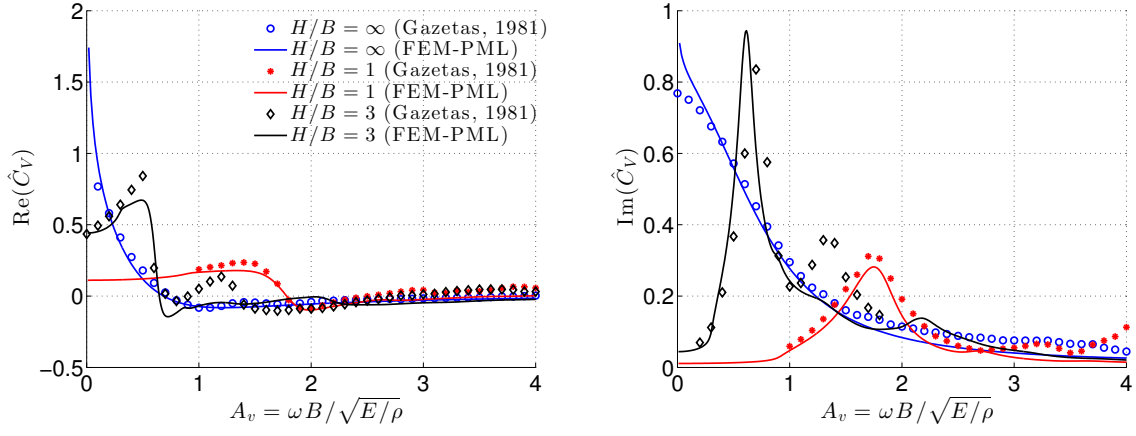 2
1.5
1
0.5
0
−0.5
0 1 2 3 4
Re(Ĉ_V)
A_v = ωB/√(E/ρ)
H/B = ∞ (Gazetas, 1981)
H/B = ∞ (FEM-PML)
H/B = 1 (Gazetas, 1981)
H/B = 1 (FEM-PML)
H/B = 3 (Gazetas, 1981)
H/B = 3 (FEM-PML)
1
0.8
0.6
0.4
0.2
0
0 1 2 3 4
Im(Ĉ_V)
A_v = ωB/√(E/ρ)